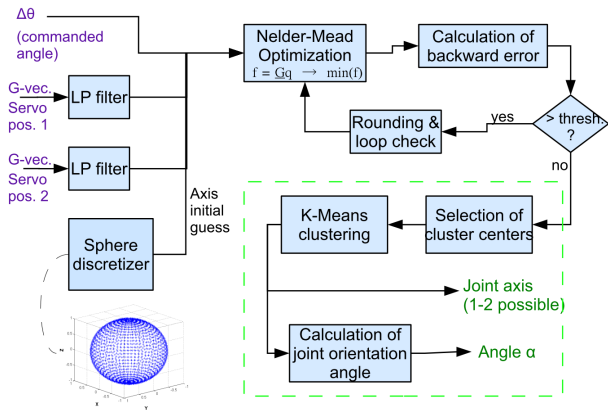 Δθ
(commanded
angle)
G-vec.
Servo
pos. 1
LP filter
G-vec.
Servo
pos. 2
LP filter
Sphere
discretizer
Axis
initial
guess
Nelder-Mead
Optimization
f = Gq → min(f)
Calculation of
backward error
> thresh.
?
yes
no
Rounding &
loop check
Selection of
cluster centers
K-Means
clustering
Joint axis
(1-2 possible)
Calculation of
joint orientation
angle
Angle α
Z
X
Y